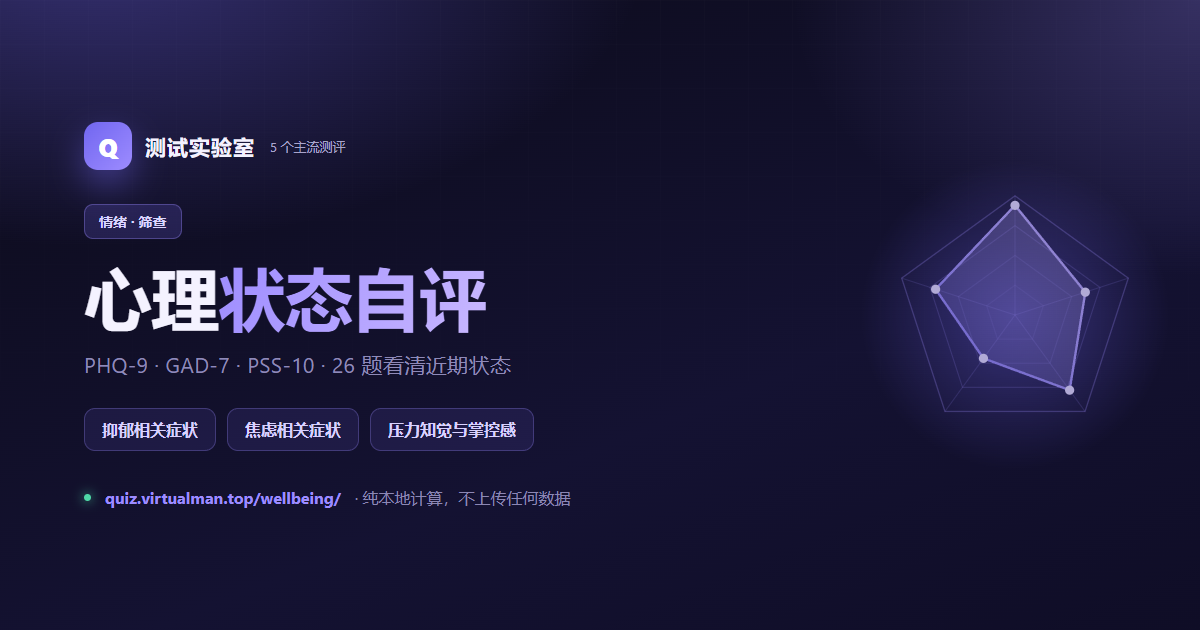 Q 测试实验室 5 个主流测评
情绪 · 筛查
心理状态自评
PHQ-9 · GAD-7 · PSS-10 · 26 题看清近期状态
抑郁相关症状 焦虑相关症状 压力知觉与掌控感
quiz.virtualman.top/wellbeing/ · 纯本地计算，不上传任何数据